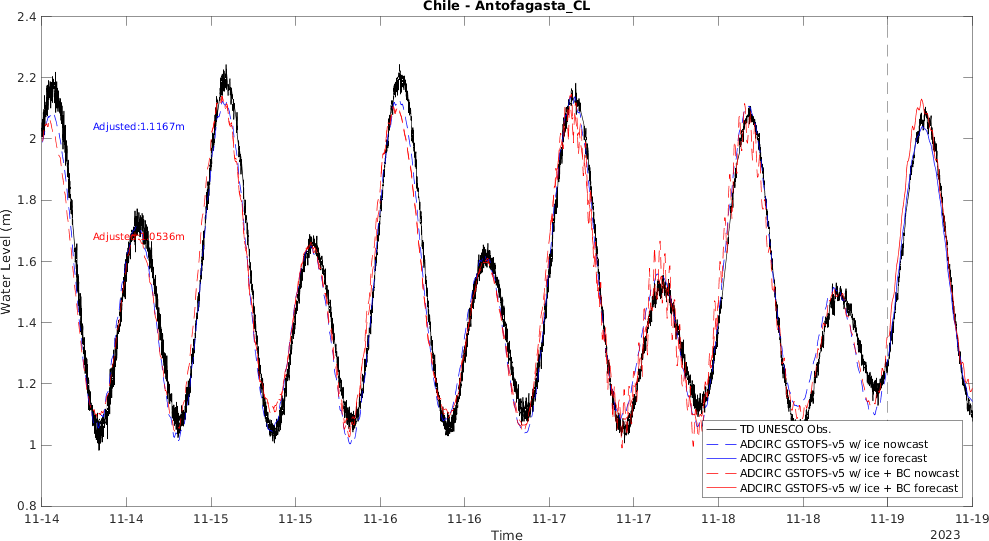 Chile - Antofagasta_CL
2.4
2.2
2
1.8
1.6
1.4
1.2
1
0.8
Water Level (m)
Adjusted:1.1167m
Adjusted: 0536m
TD UNESCO Obs.
ADCIRC GSTOFS-v5 w/ ice nowcast
ADCIRC GSTOFS-v5 w/ ice forecast
ADCIRC GSTOFS-v5 w/ ice + BC nowcast
ADCIRC GSTOFS-v5 w/ ice + BC forecast
11-14 11-14 11-15 11-15 11-16 11-16 11-17 11-17 11-18 11-18 11-19 11-19
Time
2023